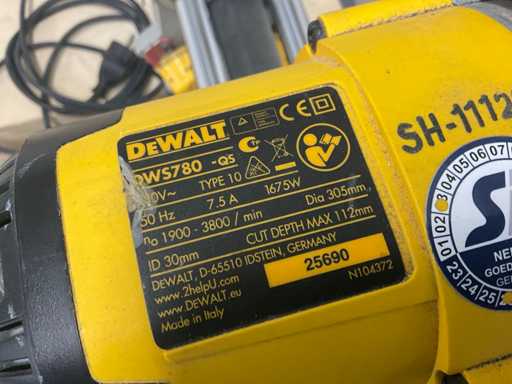 DEWALT
DWS780 -QS
TYPE 10
50 Hz 7.5 A 1675W
n₀ 1900 - 3800 / min Dia 305mm
ID 30mm CUT DEPTH MAX 112mm
DEWALT, D-65510 IDSTEIN, GERMANY
www.2helpU.com
www.DEWALT.eu
25690
Made in Italy
N104372
SH-1112
02 03 04 05 06 07 08
01
23 24 25